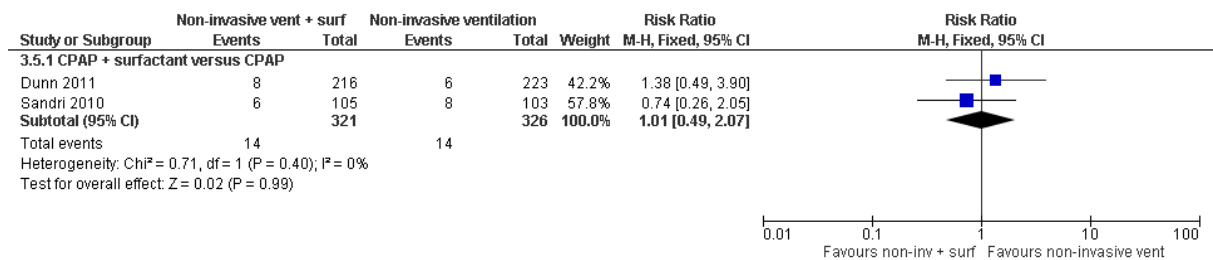 Non-invasive vent + surf Non-invasive ventilation Risk Ratio Risk Ratio
Study or Subgroup Events Total Events Total Weight M-H, Fixed, 95% CI M-H, Fixed, 95% CI
3.5.1 CPAP + surfactant versus CPAP
Dunn 2011 8 216 6 223 42.2% 1.38 [0.49, 3.90]
Sandri 2010 6 105 8 103 57.8% 0.74 [0.26, 2.05]
Subtotal (95% CI) 321 326 100.0% 1.01 [0.49, 2.07]
Total events 14 14
Heterogeneity: Chi² = 0.71, df = 1 (P = 0.40); I² = 0%
Test for overall effect: Z = 0.02 (P = 0.99)
0.01 0.1 1 10 100
Favours non-inv + surf Favours non-invasive vent